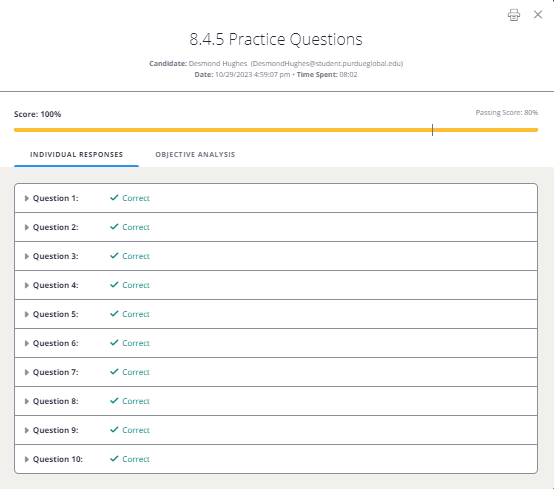 8.4.5 Practice Questions
Candidate: Desmond Hughes (DesmondHughes@student.purdueglobal.edu)
Date: 10/29/2023 4:59:07 pm • Time Spent: 08:02
Score: 100%
Passing Score: 80%
INDIVIDUAL RESPONSES
OBJECTIVE ANALYSIS
Question 1: Correct
Question 2: Correct
Question 3: Correct
Question 4: Correct
Question 5: Correct
Question 6: Correct
Question 7: Correct
Question 8: Correct
Question 9: Correct
Question 10: Correct